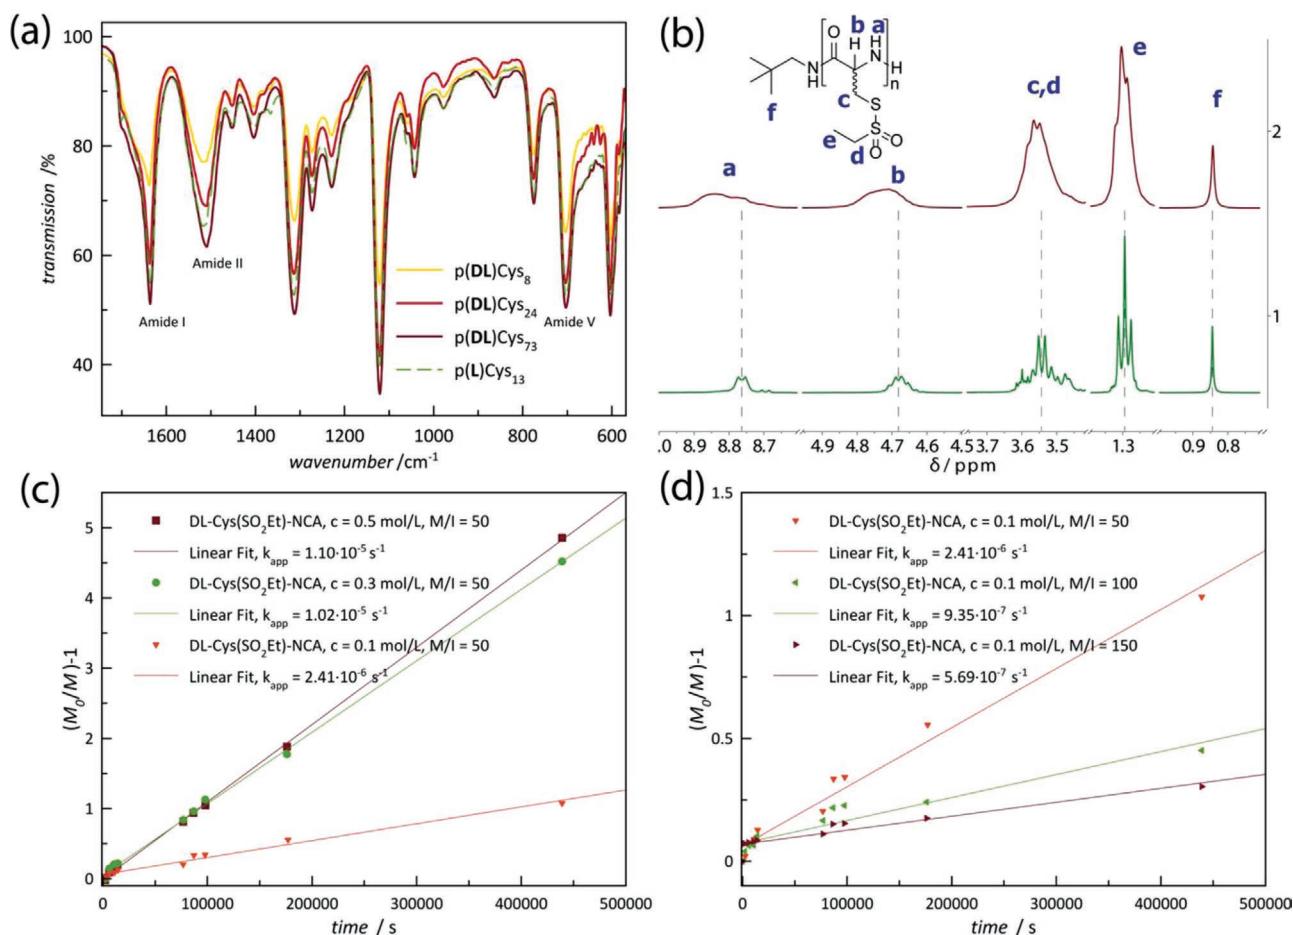 (a)
100
80
60
40
transmission /%
Amide I
Amide II
Amide V
p(DL)Cys₈
p(DL)Cys₂₄
p(DL)Cys₇₃
p(L)Cys₁₃
1600 1400 1200 1000 800 600
wavenumber /cm⁻¹
(b)
b a
O H H
N N
H n
f c S
e S O
d O
a b c,d e f
2
1
.0 8.9 8.8 8.7 4.9 4.8 4.7 4.6 4.5 3.7 3.6 3.5 1.3 0.9 0.8
δ / ppm
(c)
5
4
3
2
1
0
(M₀/M)-1
DL-Cys(SO₂Et)-NCA, c = 0.5 mol/L, M/I = 50
Linear Fit, kₐₚₚ = 1.10·10⁻⁵ s⁻¹
DL-Cys(SO₂Et)-NCA, c = 0.3 mol/L, M/I = 50
Linear Fit, kₐₚₚ = 1.02·10⁻⁵ s⁻¹
DL-Cys(SO₂Et)-NCA, c = 0.1 mol/L, M/I = 50
Linear Fit, kₐₚₚ = 2.41·10⁻⁶ s⁻¹
0 100000 200000 300000 400000 500000
time / s
(d)
1.5
1
0.5
0
(M₀/M)-1
DL-Cys(SO₂Et)-NCA, c = 0.1 mol/L, M/I = 50
Linear Fit, kₐₚₚ = 2.41·10⁻⁶ s⁻¹
DL-Cys(SO₂Et)-NCA, c = 0.1 mol/L, M/I = 100
Linear Fit, kₐₚₚ = 9.35·10⁻⁷ s⁻¹
DL-Cys(SO₂Et)-NCA, c = 0.1 mol/L, M/I = 150
Linear Fit, kₐₚₚ = 5.69·10⁻⁷ s⁻¹
0 100000 200000 300000 400000 500000
time / s